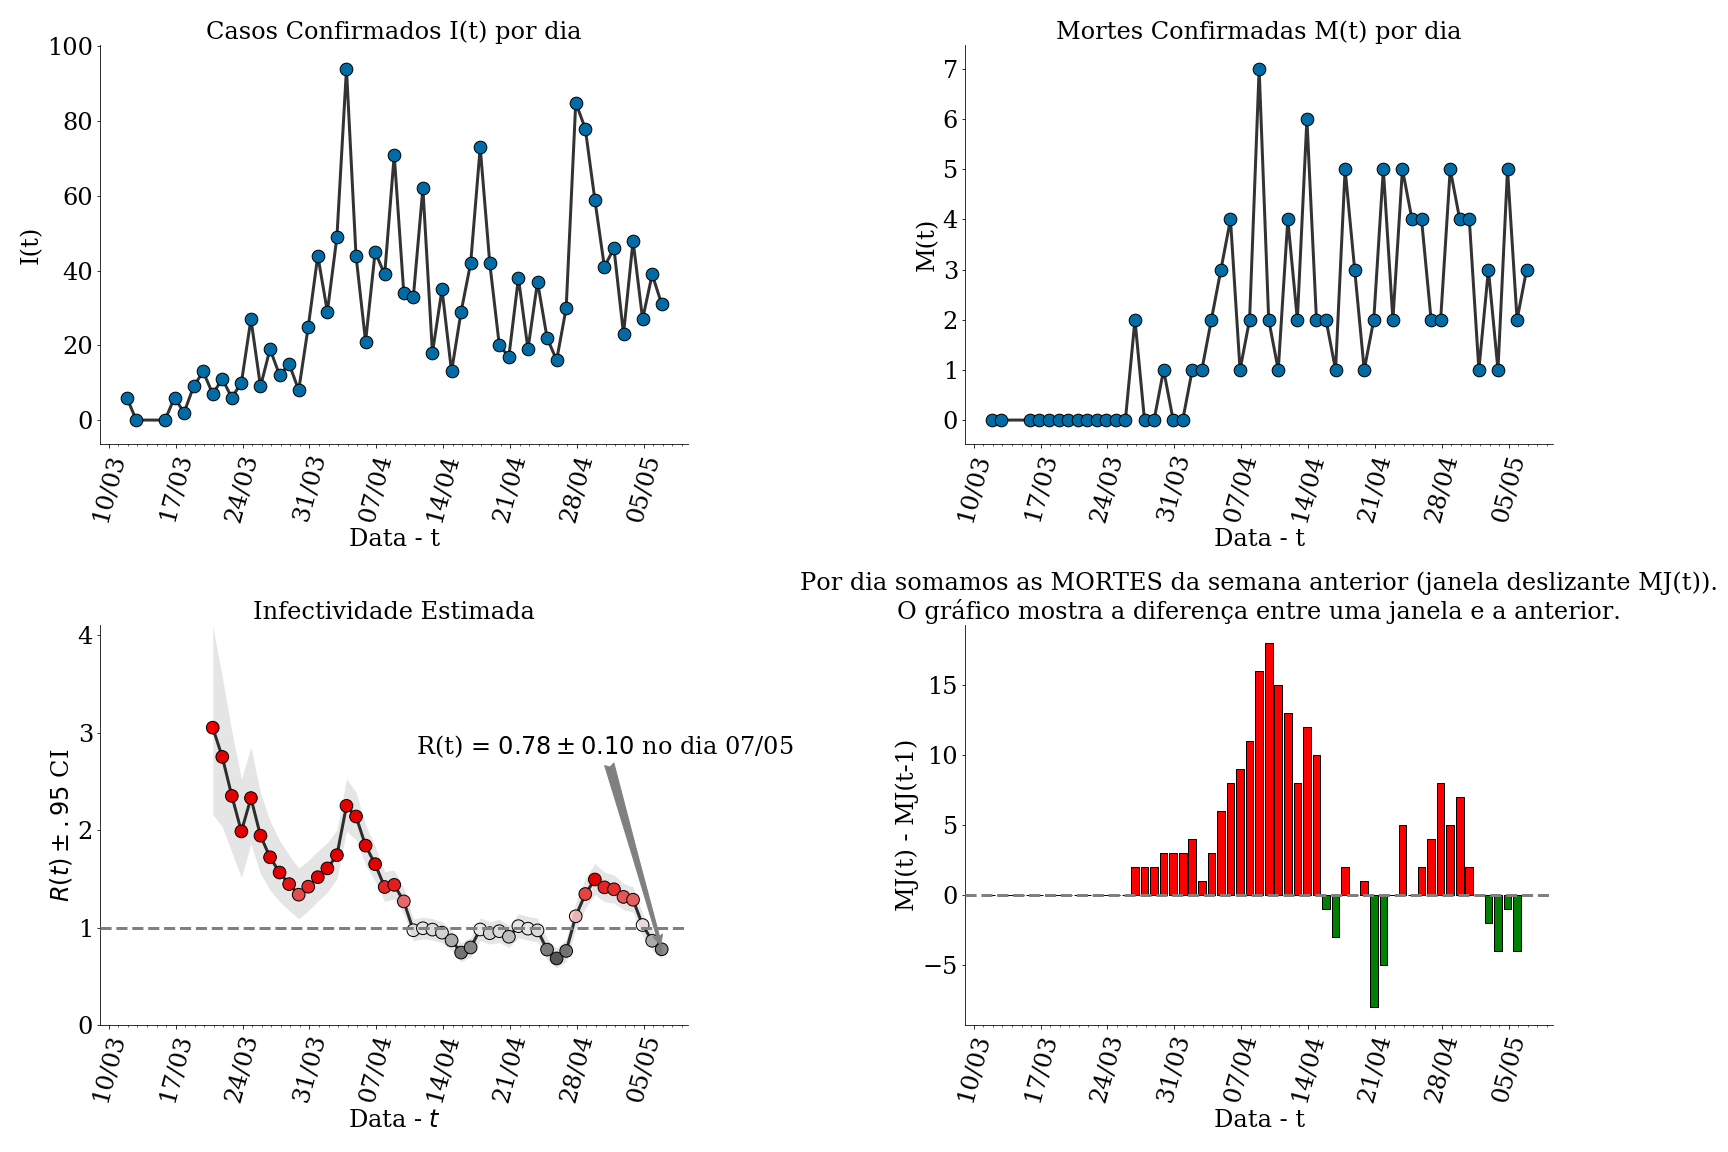 Casos Confirmados I(t) por dia
I(t)
100
80
60
40
20
0
10/03 17/03 24/03 31/03 07/04 14/04 21/04 28/04 05/05
Data - t
Mortes Confirmadas M(t) por dia
M(t)
7
6
5
4
3
2
1
0
10/03 17/03 24/03 31/03 07/04 14/04 21/04 28/04 05/05
Data - t
Infectividade Estimada
R(t) ± .95 CI
4
3
2
1
0
R(t) = 0.78 ± 0.10 no dia 07/05
10/03 17/03 24/03 31/03 07/04 14/04 21/04 28/04 05/05
Data - t
Por dia somamos as MORTES da semana anterior (janela deslizante MJ(t)).
O gráfico mostra a diferença entre uma janela e a anterior.
MJ(t) - MJ(t-1)
15
10
5
0
−5
10/03 17/03 24/03 31/03 07/04 14/04 21/04 28/04 05/05
Data - t